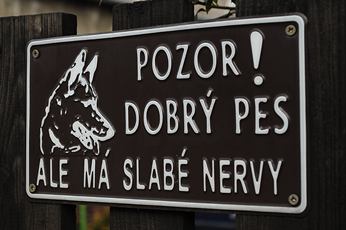 POZOR!
DOBRÝ PES
ALE MÁ SLABÉ NERVY